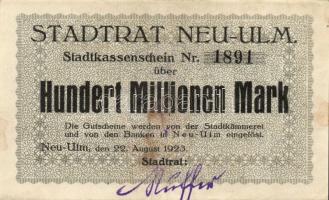 STADTRAT NEU-ULM.
Stadtkassenschein Nr. 1891
über
Hundert Millionen Mark
Die Gutscheine werden von der Stadtkämmerei
und von den Banken in Neu-Ulm eingelöst.
Neu-Ulm, den 22. August 1923.
Stadtrat: